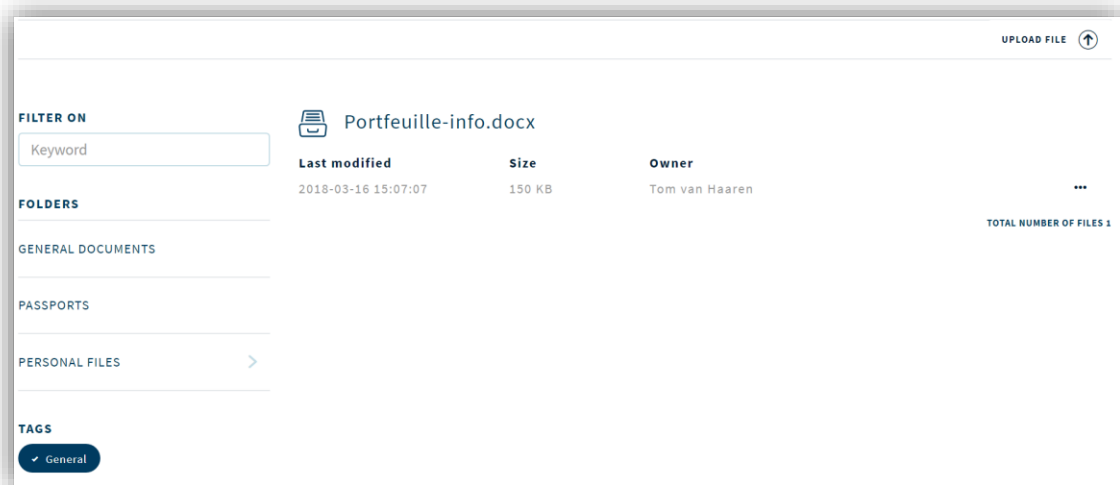 UPLOAD FILE
FILTER ON
Keyword
FOLDERS
GENERAL DOCUMENTS
PASSPORTS
PERSONAL FILES
TAGS
General
Portfeuille-info.docx
Last modified Size Owner
2018-03-16 15:07:07 150 KB Tom van Haaren
TOTAL NUMBER OF FILES 1